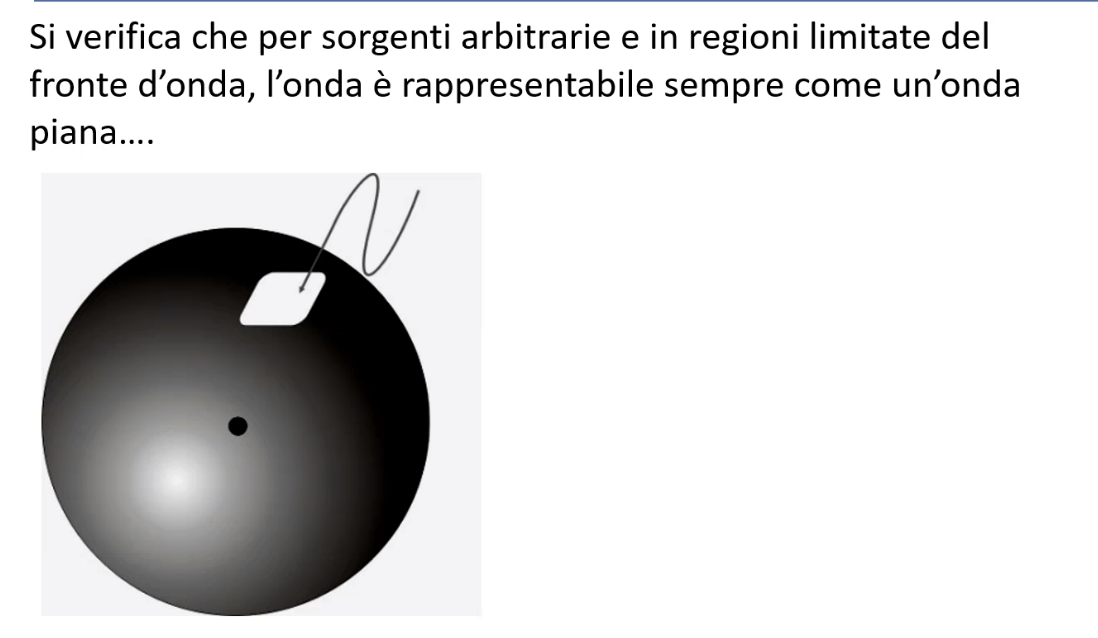 Si verifica che per sorgenti arbitrarie e in regioni limitate del
fronte d’onda, l’onda è rappresentabile sempre come un’onda
piana….